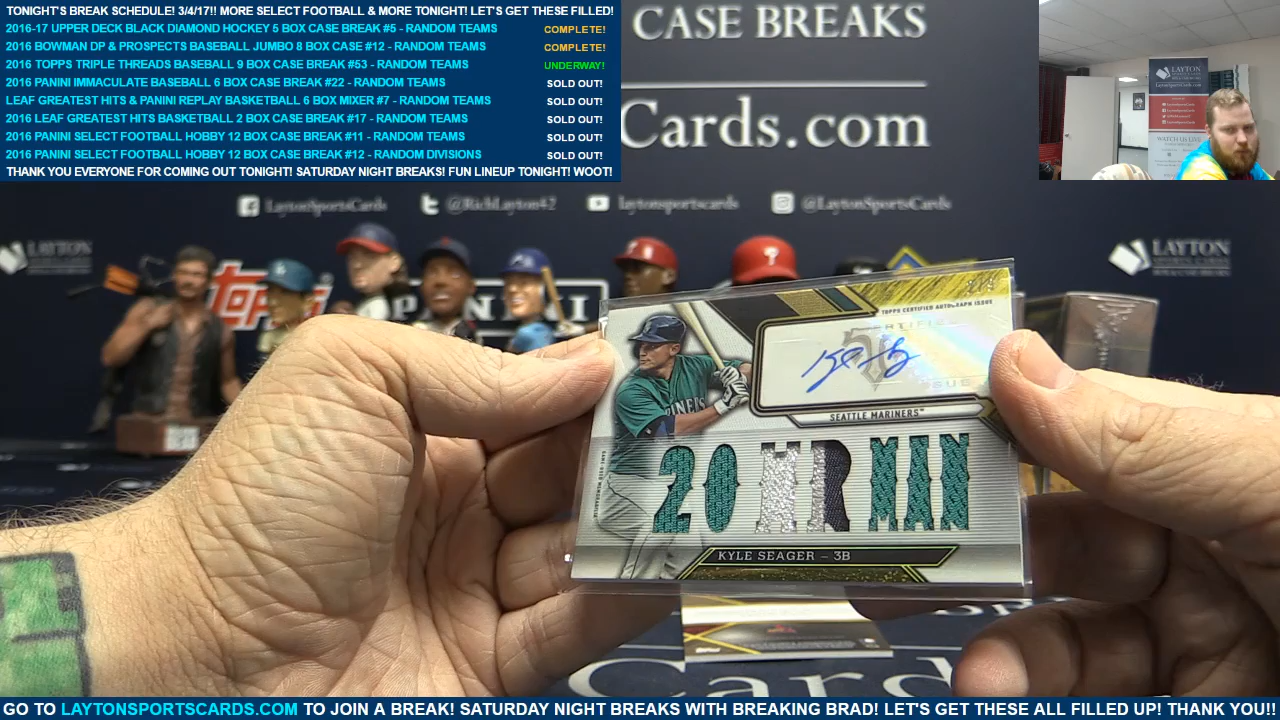 TONIGHT'S BREAK SCHEDULE! 3/4/17!! MORE SELECT FOOTBALL & MORE TONIGHT! LET'S GET THESE FILLED!
2016-17 UPPER DECK BLACK DIAMOND HOCKEY 5 BOX CASE BREAK #5 - RANDOM TEAMS COMPLETE!
2016 BOWMAN DP & PROSPECTS BASEBALL JUMBO 8 BOX CASE #12 - RANDOM TEAMS COMPLETE!
2016 TOPPS TRIPLE THREADS BASEBALL 9 BOX CASE BREAK #53 - RANDOM TEAMS UNDERWAY!
2016 PANINI IMMACULATE BASEBALL 6 BOX CASE BREAK #22 - RANDOM TEAMS SOLD OUT!
LEAF GREATEST HITS & PANINI REPLAY BASKETBALL 6 BOX MIXER #7 - RANDOM TEAMS SOLD OUT!
2016 LEAF GREATEST HITS BASKETBALL 2 BOX CASE BREAK #17 - RANDOM TEAMS SOLD OUT!
2016 PANINI SELECT FOOTBALL HOBBY 12 BOX CASE BREAK #11 - RANDOM TEAMS SOLD OUT!
2016 PANINI SELECT FOOTBALL HOBBY 12 BOX CASE BREAK #12 - RANDOM DIVISIONS SOLD OUT!
THANK YOU EVERYONE FOR COMING OUT TONIGHT! SATURDAY NIGHT BREAKS! FUN LINEUP TONIGHT! WOOT!
CASE BREAKS
Cards.com
LaytonSportsCards @RichLayton42 laytonsportscards @LaytonSportsCards
LAYTON
LAYTON
LAYTON
TOPPS
PANINI
TOPPS CERTIFIED AUTOGRAPH ISSUE
SEATTLE MARINERS™
20 HR MAN
KYLE SEAGER – 3B
Cards
GO TO LAYTONSPORTSCARDS.COM TO JOIN A BREAK! SATURDAY NIGHT BREAKS WITH BREAKING BRAD! LET'S GET THESE ALL FILLED UP! THANK YOU!!